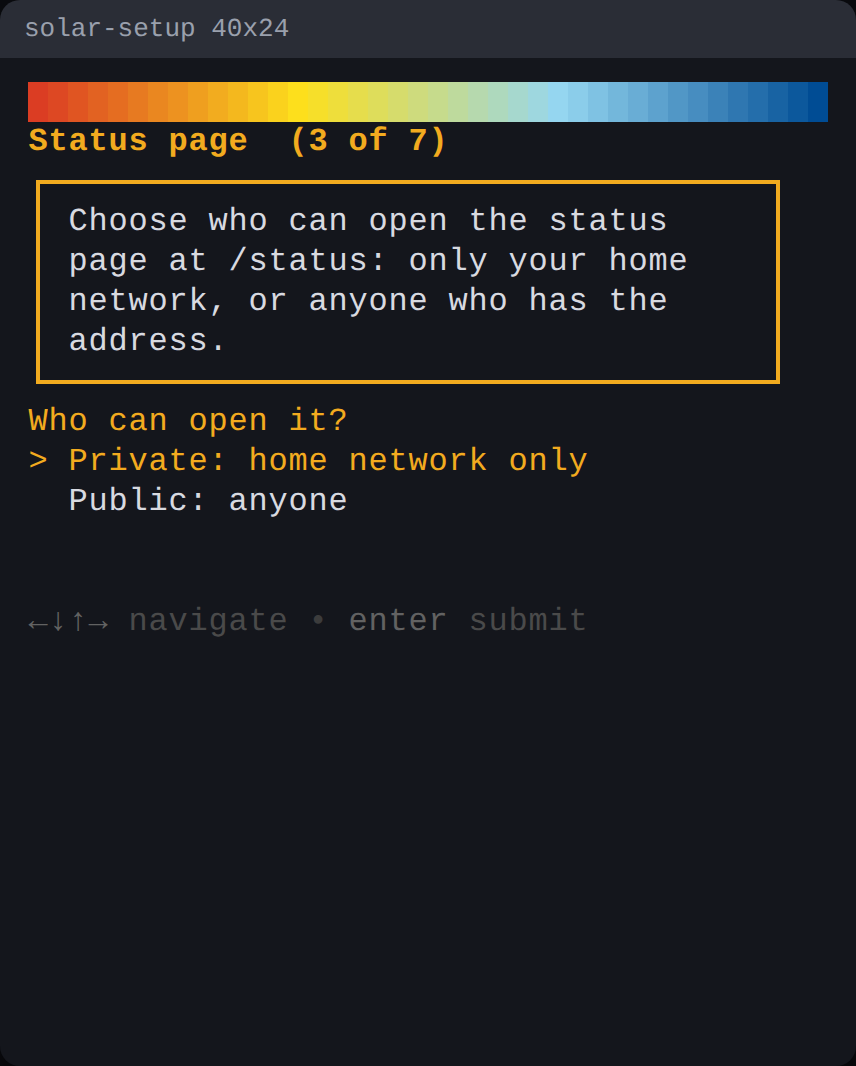 solar-setup 40x24
Status page  (3 of 7)
Choose who can open the status
page at /status: only your home
network, or anyone who has the
address.
Who can open it?
> Private: home network only
  Public: anyone
←↓↑→ navigate • enter submit